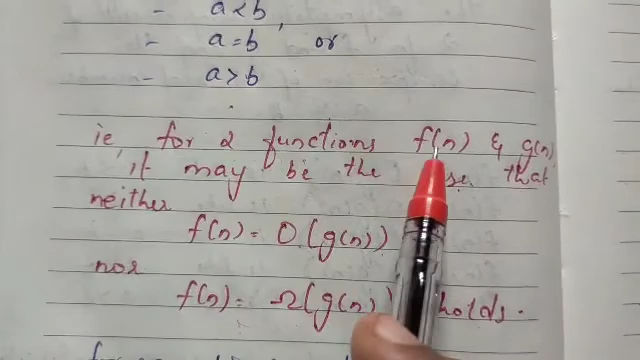 - a < b,
- a = b or
- a > b
ie, for 2 functions f(n) & g(n)
it may be the that
neither
f(n) = O(g(n))
nor
f(n) = Ω(g(n)) holds.